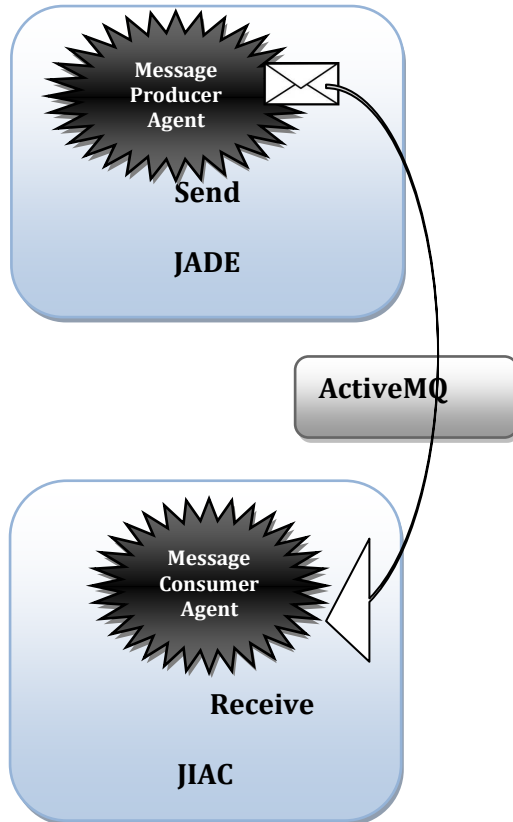 Message
Producer
Agent
Send
JADE
ActiveMQ
Message
Consumer
Agent
Receive
JIAC